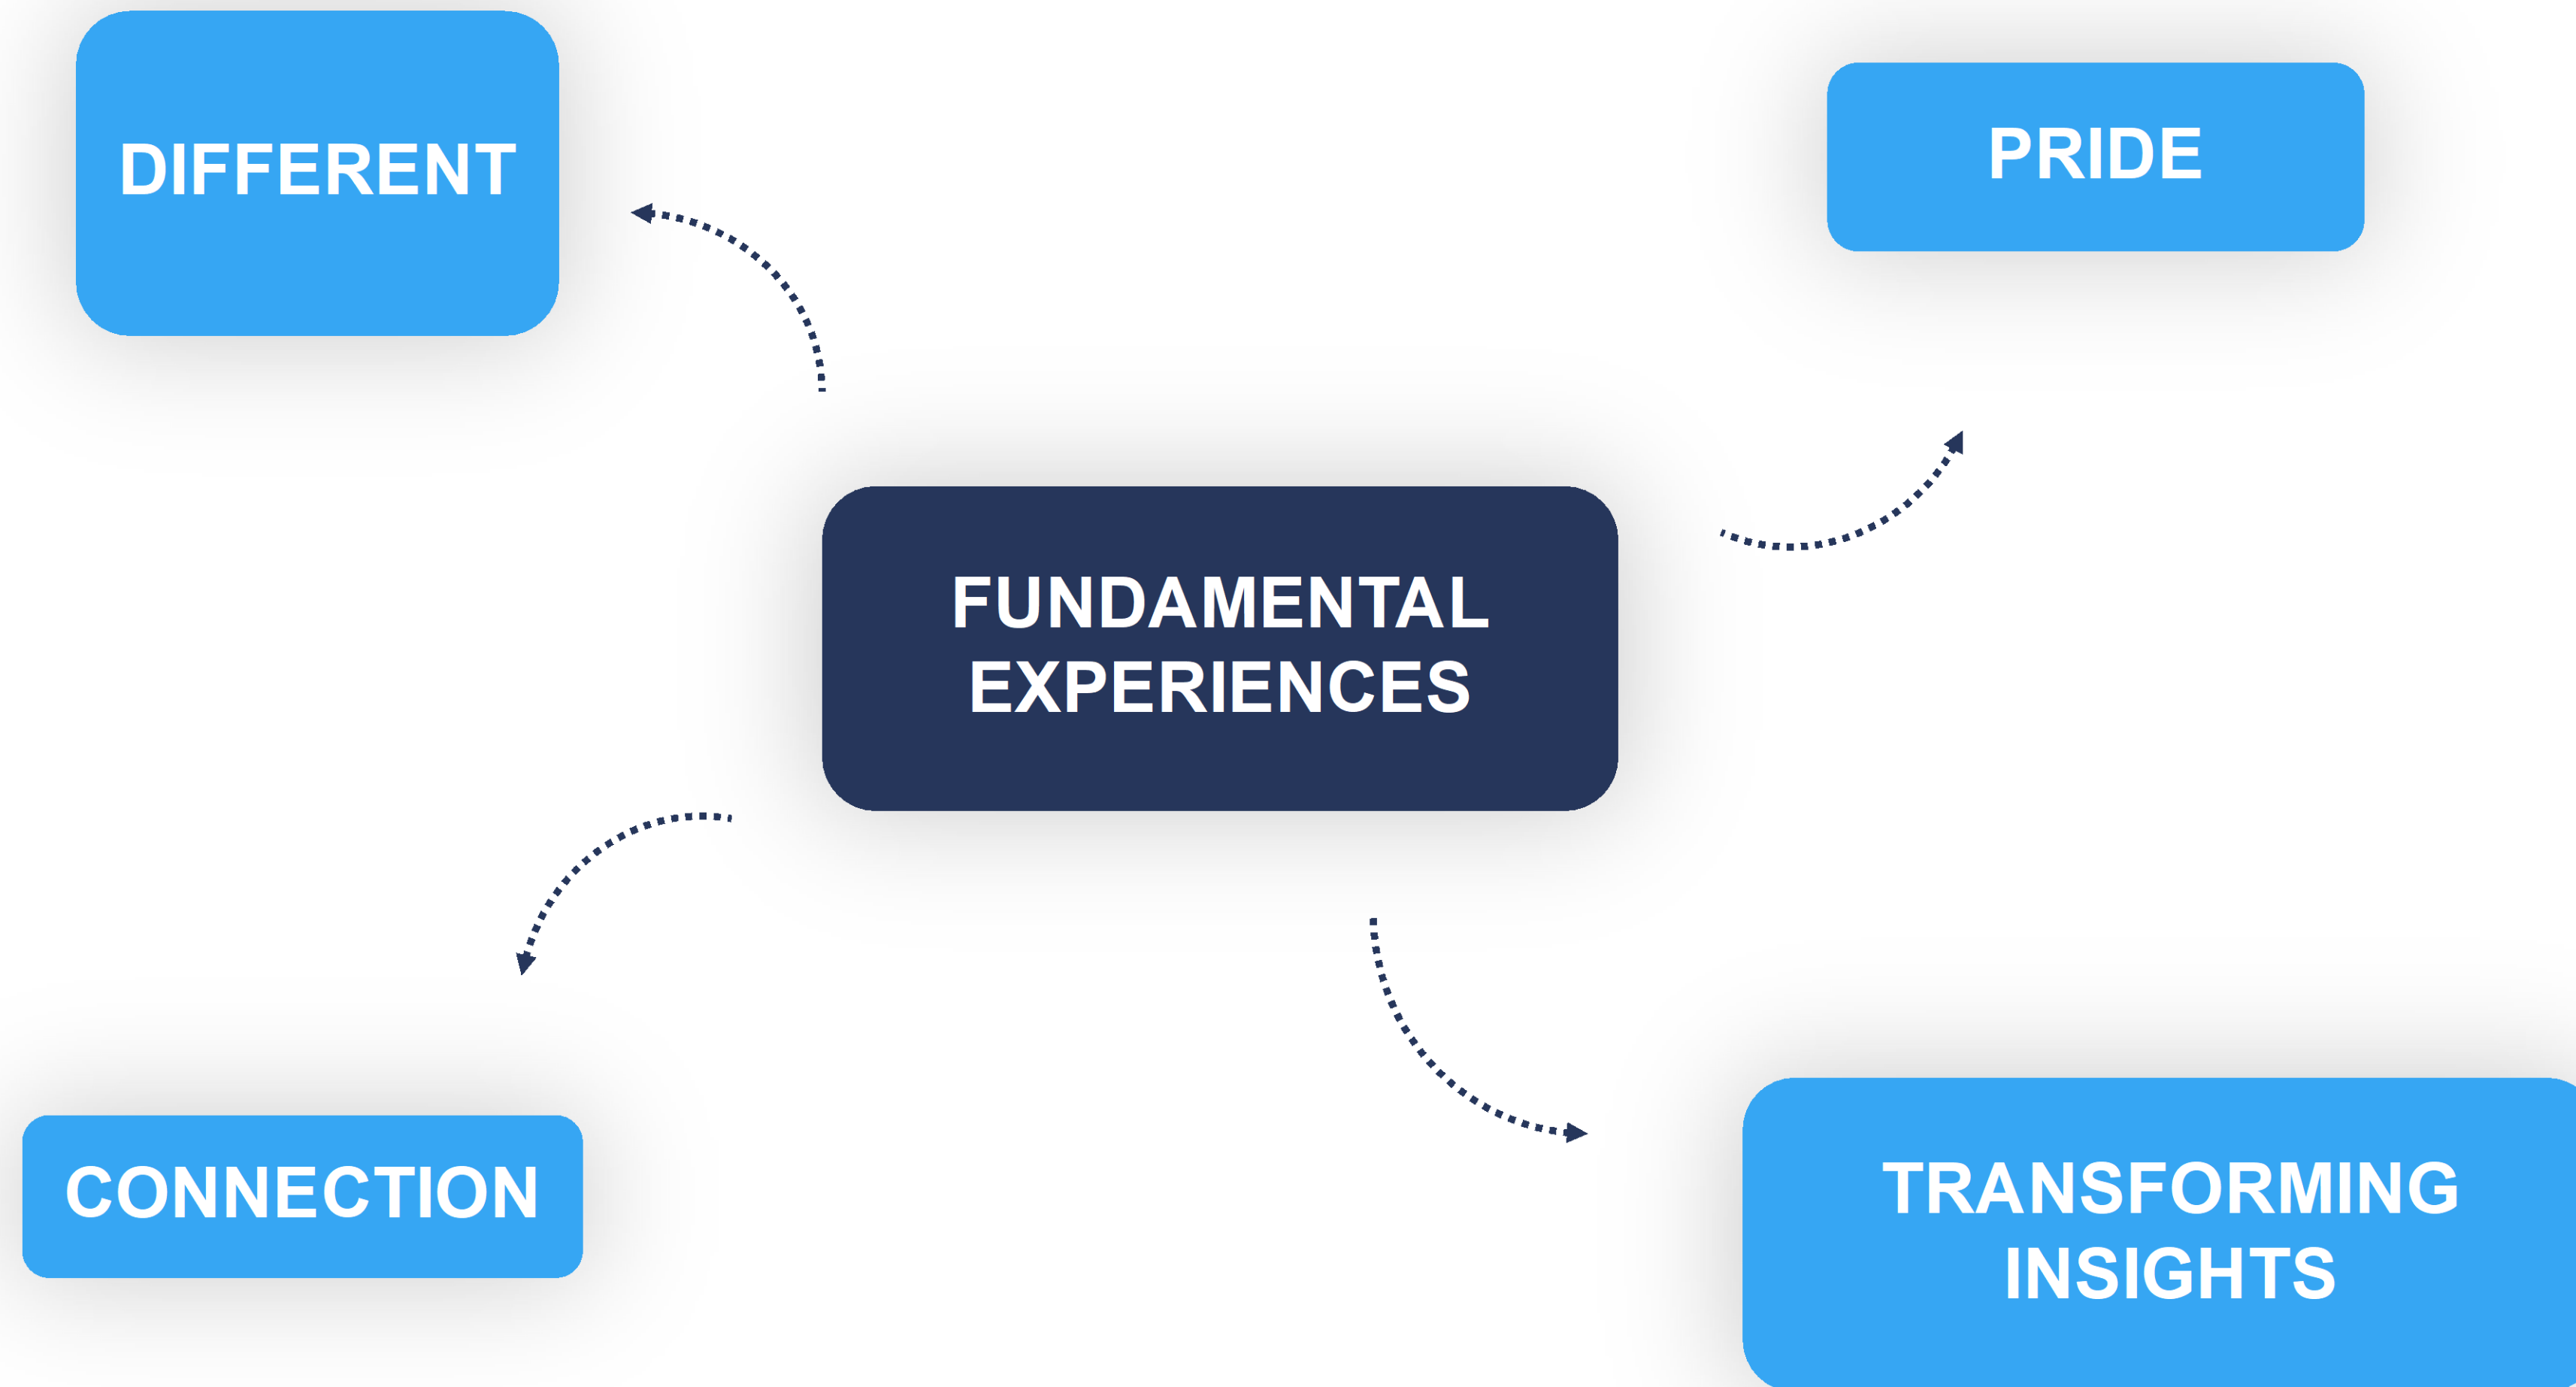 DIFFERENT
PRIDE
FUNDAMENTAL
EXPERIENCES
CONNECTION
TRANSFORMING
INSIGHTS